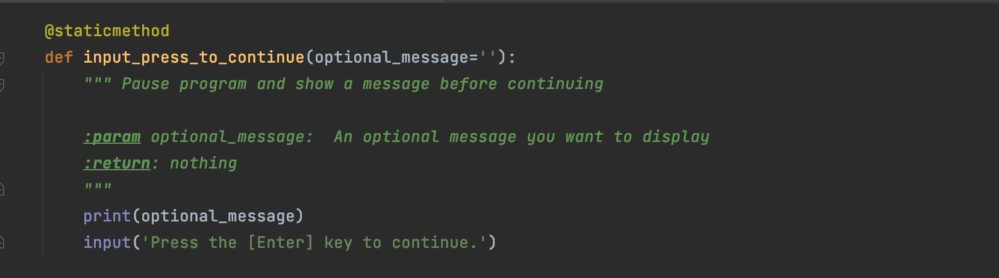 @staticmethod
def input_press_to_continue(optional_message=''):
""" Pause program and show a message before continuing
:param optional_message:  An optional message you want to display
:return: nothing
"""
print(optional_message)
input('Press the [Enter] key to continue.')